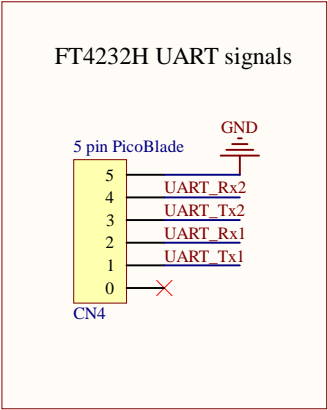 FT4232H UART signals
GND
5 pin PicoBlade
5
4 UART_Rx2
3 UART_Tx2
2 UART_Rx1
1 UART_Tx1
0
CN4